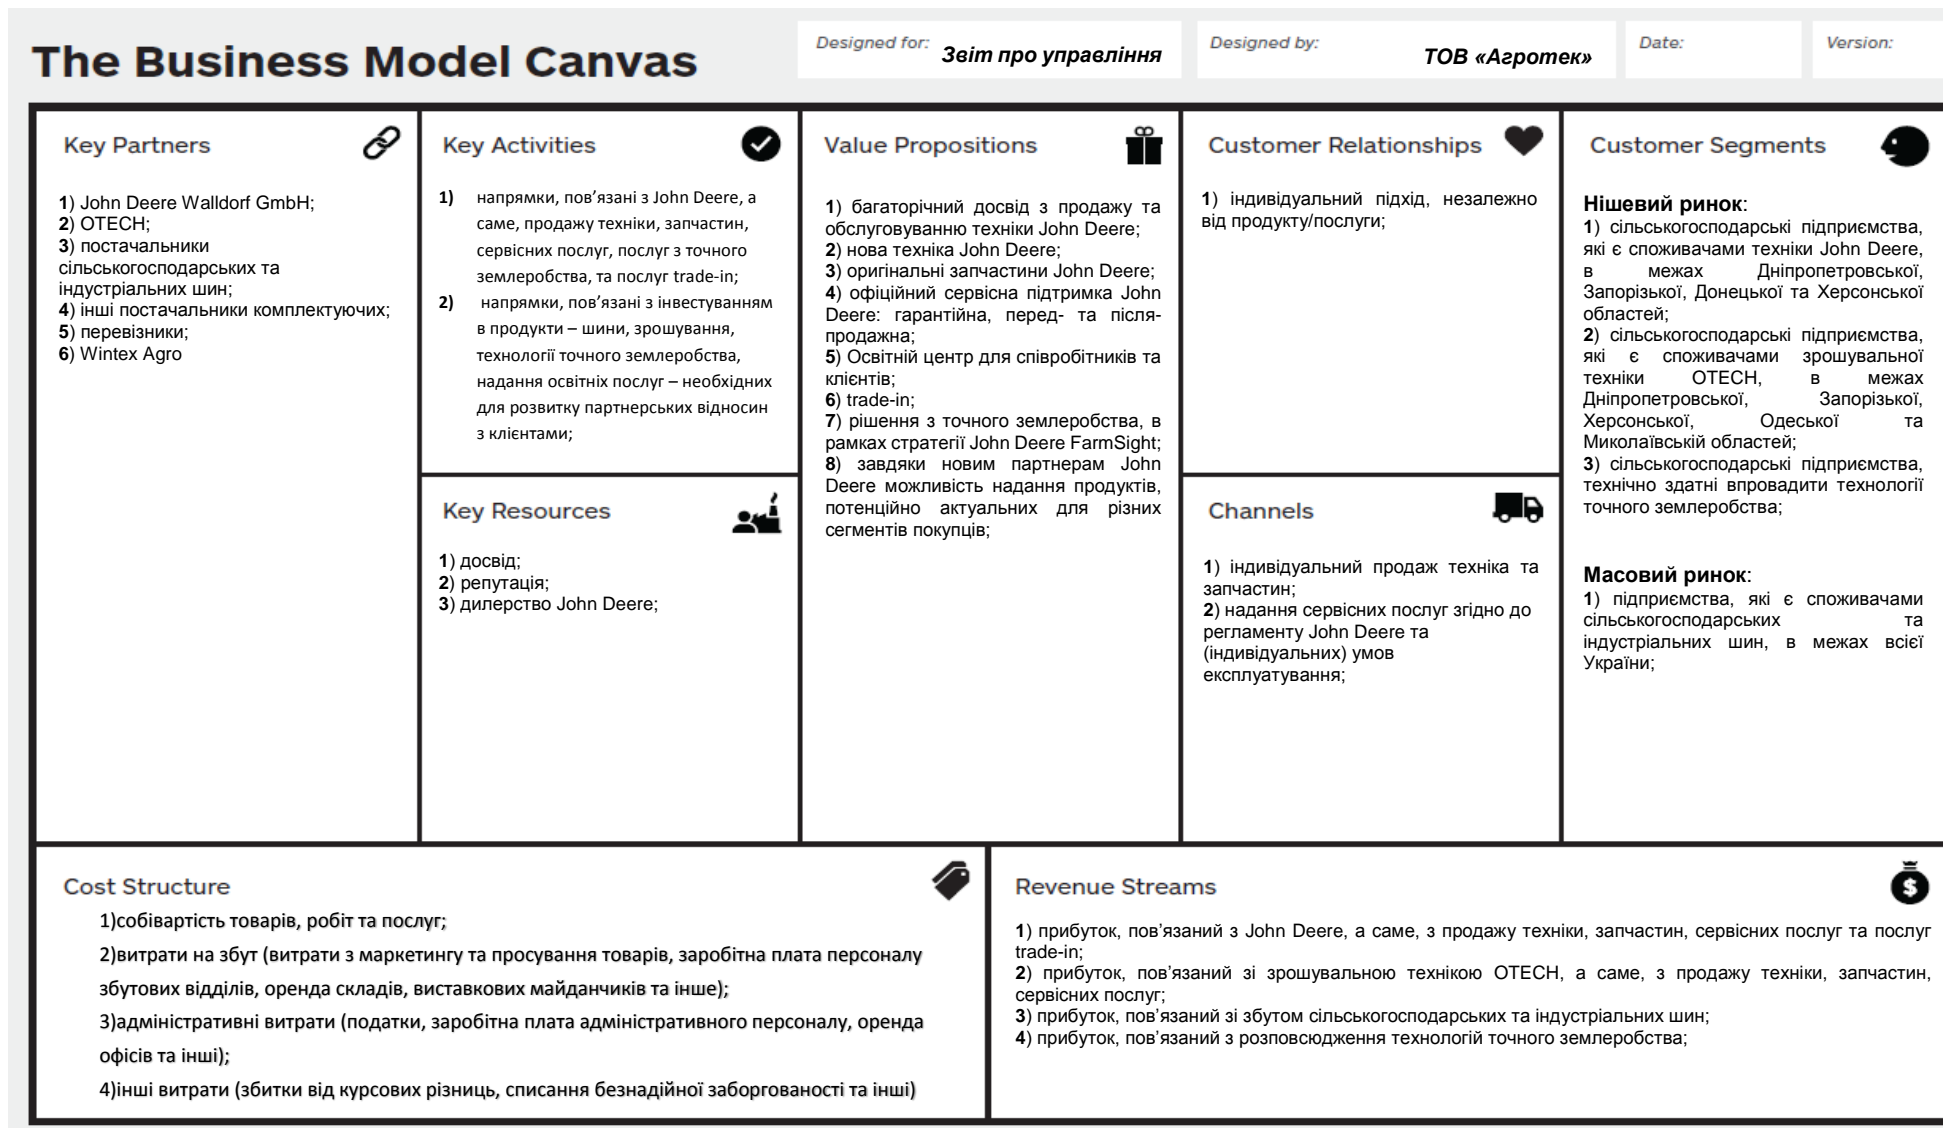 The Business Model Canvas
Designed for:
Звіт про управління
Designed by:
ТОВ «Агротек»
Date:
Version:
Key Partners
1) John Deere Walldorf GmbH;
2) OTECH;
3) постачальники
сільськогосподарських та
індустріальних шин;
4) інші постачальники комплектуючих;
5) перевізники;
6) Wintex Agro
Key Activities
1) напрямки, пов’язані з John Deere, а
саме, продажу техніки, запчастин,
сервісних послуг, послуг з точного
землеробства, та послуг trade-in;
2) напрямки, пов’язані з інвестуванням
в продукти – шини, зрошування,
технології точного землеробства,
надання освітніх послуг – необхідних
для розвитку партнерських відносин
з клієнтами;
Key Resources
1) досвід;
2) репутація;
3) дилерство John Deere;
Value Propositions
1) багаторічний досвід з продажу та
обслуговуванню техніки John Deere;
2) нова техніка John Deere;
3) оригінальні запчастини John Deere;
4) офіційний сервісна підтримка John
Deere: гарантійна, перед- та після-
продажна;
5) Освітній центр для співробітників та
клієнтів;
6) trade-in;
7) рішення з точного землеробства, в
рамках стратегії John Deere FarmSight;
8) завдяки новим партнерам John
Deere можливість надання продуктів,
потенційно актуальних для різних
сегментів покупців;
Customer Relationships
1) індивідуальний підхід, незалежно
від продукту/послуги;
Channels
1) індивідуальний продаж техніка та
запчастин;
2) надання сервісних послуг згідно до
регламенту John Deere та
(індивідуальних) умов
експлуатування;
Customer Segments
Нішевий ринок:
1) сільськогосподарські підприємства,
які є споживачами техніки John Deere,
в межах Дніпропетровської,
Запорізької, Донецької та Херсонської
областей;
2) сільськогосподарські підприємства,
які є споживачами зрошувальної
техніки OTECH, в межах
Дніпропетровської, Запорізької,
Херсонської, Одеської та
Миколаївській областей;
3) сільськогосподарські підприємства,
технічно здатні впровадити технології
точного землеробства;
Масовий ринок:
1) підприємства, які є споживачами
сільськогосподарських та
індустріальних шин, в межах всієї
України;
Cost Structure
1)собівартість товарів, робіт та послуг;
2)витрати на збут (витрати з маркетингу та просування товарів, заробітна плата персоналу
збутових відділів, оренда складів, виставкових майданчиків та інше);
3)адміністративні витрати (податки, заробітна плата адміністративного персоналу, оренда
офісів та інші);
4)інші витрати (збитки від курсових різниць, списання безнадійної заборгованості та інші)
Revenue Streams
1) прибуток, пов’язаний з John Deere, а саме, з продажу техніки, запчастин, сервісних послуг та послуг
trade-in;
2) прибуток, пов’язаний зі зрошувальною технікою OTECH, а саме, з продажу техніки, запчастин,
сервісних послуг;
3) прибуток, пов’язаний зі збутом сільськогосподарських та індустріальних шин;
4) прибуток, пов’язаний з розповсюдження технологій точного землеробства;